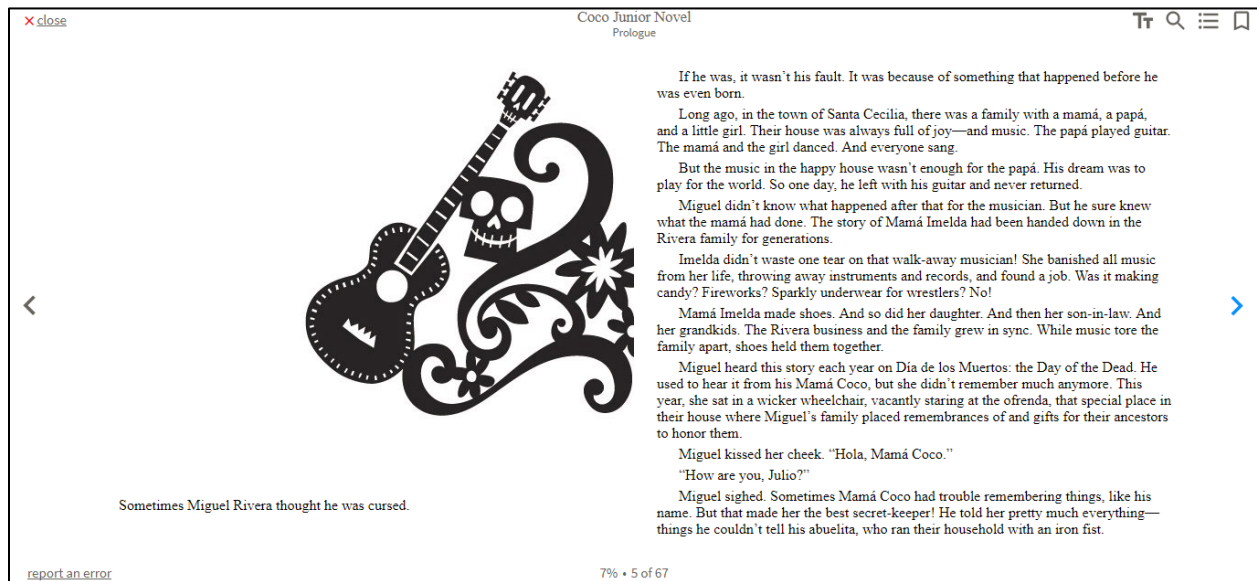 × close
Coco Junior Novel
Prologue
Sometimes Miguel Rivera thought he was cursed.
If he was, it wasn’t his fault. It was because of something that happened before he
was even born.
Long ago, in the town of Santa Cecilia, there was a family with a mamá, a papá,
and a little girl. Their house was always full of joy—and music. The papá played guitar.
The mamá and the girl danced. And everyone sang.
But the music in the happy house wasn’t enough for the papá. His dream was to
play for the world. So one day, he left with his guitar and never returned.
Miguel didn’t know what happened after that for the musician. But he sure knew
what the mamá had done. The story of Mamá Imelda had been handed down in the
Rivera family for generations.
Imelda didn’t waste one tear on that walk-away musician! She banished all music
from her life, throwing away instruments and records, and found a job. Was it making
candy? Fireworks? Sparkly underwear for wrestlers? No!
Mamá Imelda made shoes. And so did her daughter. And then her son-in-law. And
her grandkids. The Rivera business and the family grew in sync. While music tore the
family apart, shoes held them together.
Miguel heard this story each year on Día de los Muertos: the Day of the Dead. He
used to hear it from his Mamá Coco, but she didn’t remember much anymore. This
year, she sat in a wicker wheelchair, vacantly staring at the ofrenda, that special place in
their house where Miguel’s family placed remembrances of and gifts for their ancestors
to honor them.
Miguel kissed her cheek. “Hola, Mamá Coco.”
“How are you, Julio?”
Miguel sighed. Sometimes Mamá Coco had trouble remembering things, like his
name. But that made her the best secret-keeper! He told her pretty much everything—
things he couldn’t tell his abuelita, who ran their household with an iron fist.
report an error
7% • 5 of 67